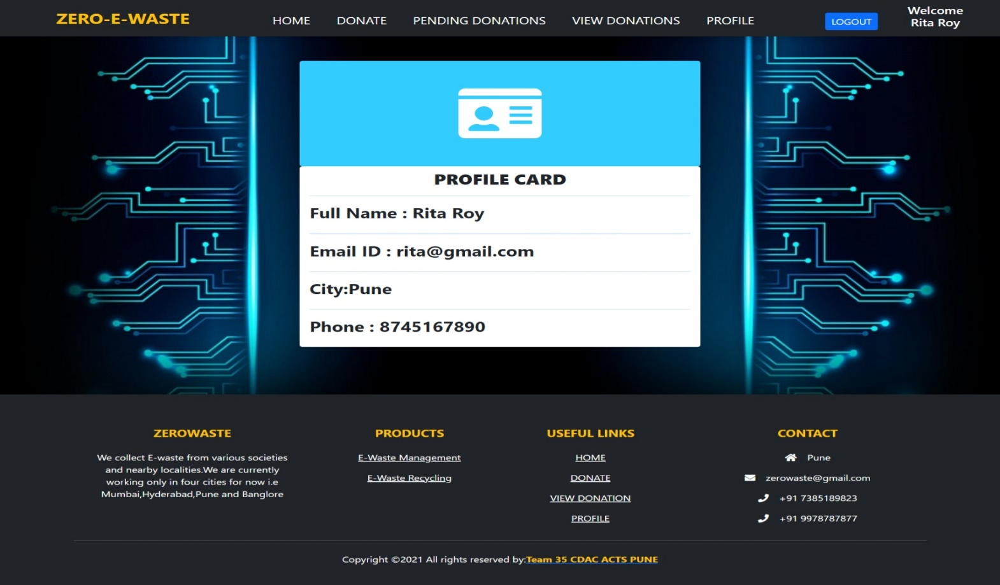 ZERO-E-WASTE
HOME DONATE PENDING DONATIONS VIEW DONATIONS PROFILE
LOGOUT
Welcome
Rita Roy
PROFILE CARD
Full Name : Rita Roy
Email ID : rita@gmail.com
City:Pune
Phone : 8745167890
ZEROWASTE
We collect E-waste from various societies
and nearby localities.We are currently
working only in four cities for now i.e
Mumbai,Hyderabad,Pune and Banglore
PRODUCTS
E-Waste Management
E-Waste Recycling
USEFUL LINKS
HOME
DONATE
VIEW DONATION
PROFILE
CONTACT
Pune
zerowaste@gmail.com
+91 7385189823
+91 9978787877
Copyright ©2021 All rights reserved by:Team 35 CDAC ACTS PUNE